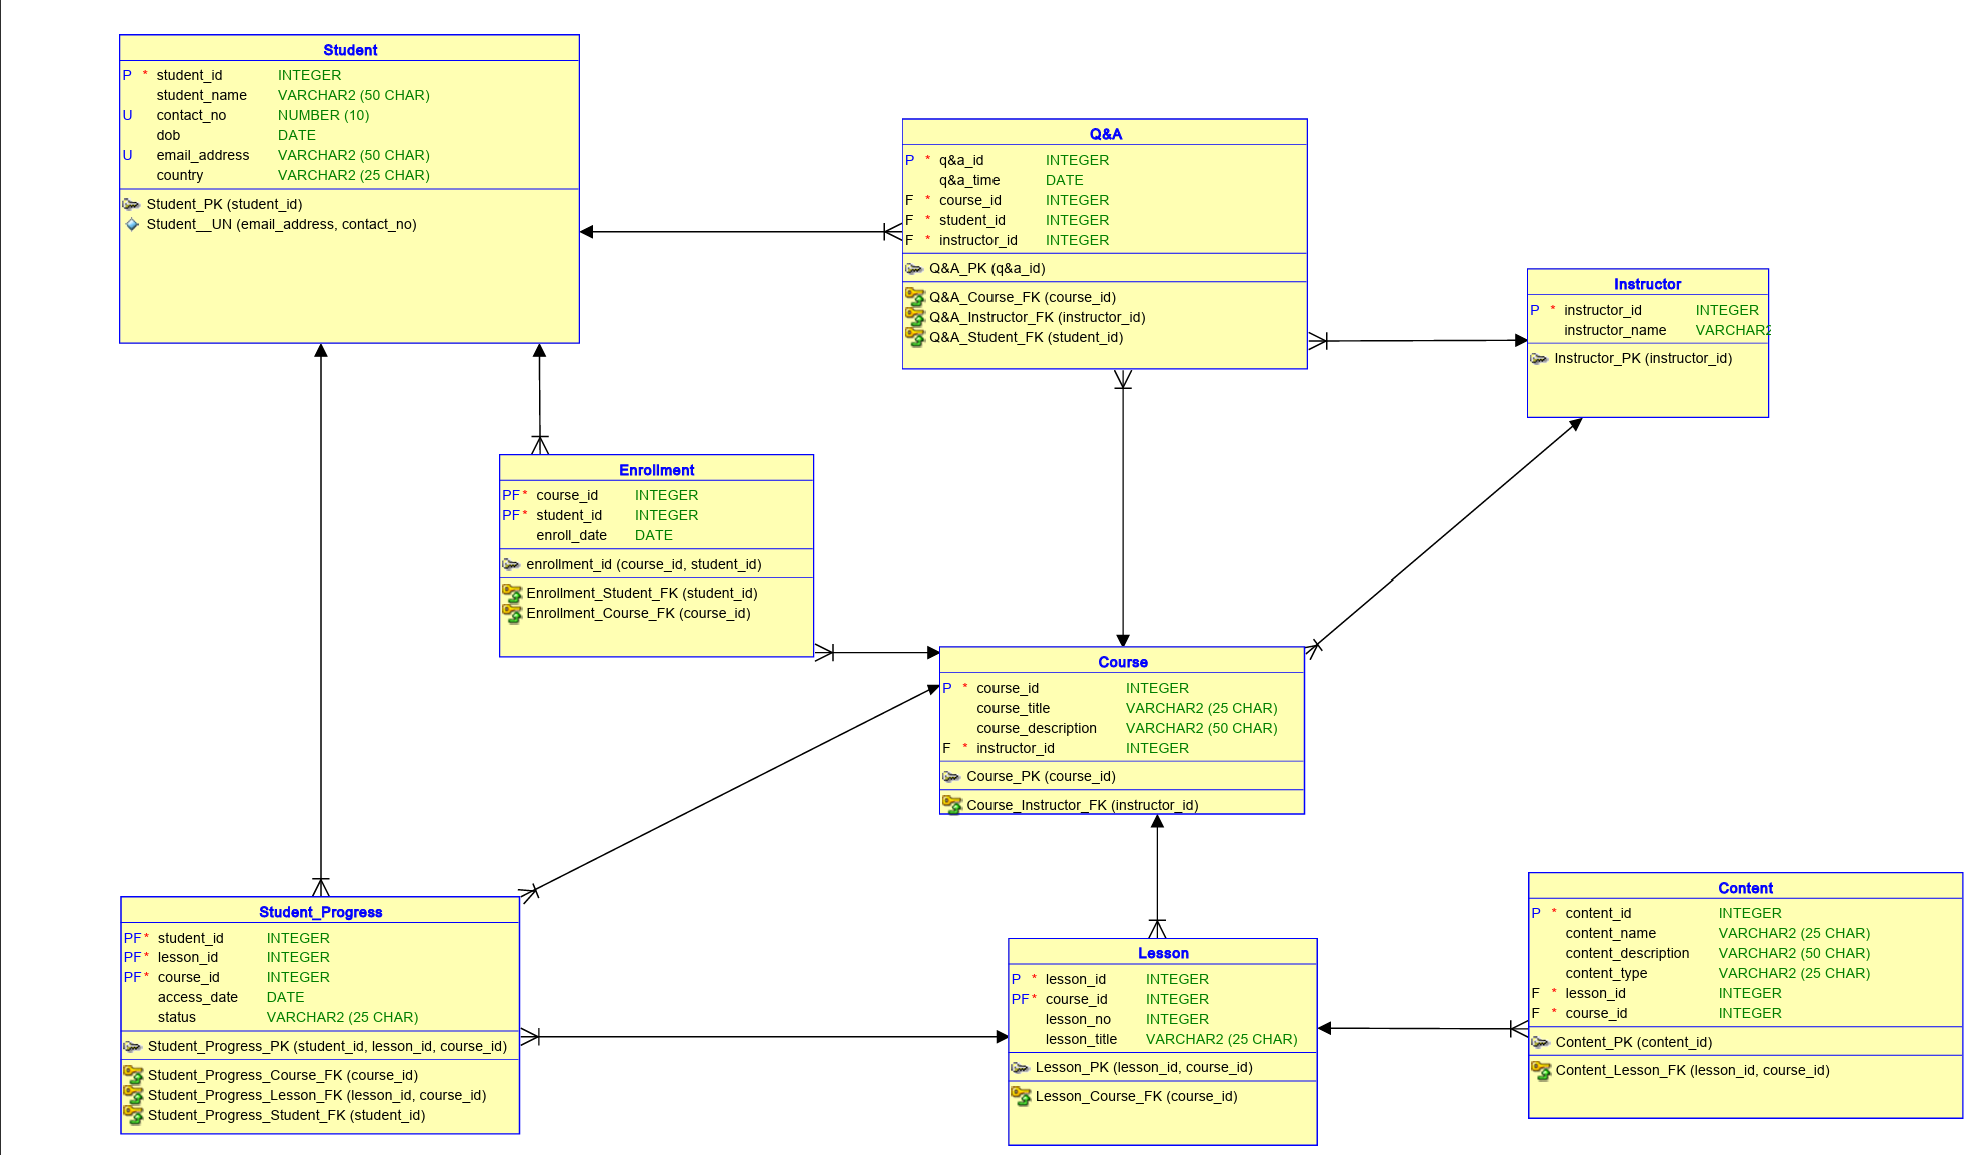 Student
P * student_id INTEGER
student_name VARCHAR2 (50 CHAR)
U contact_no NUMBER (10)
dob DATE
U email_address VARCHAR2 (50 CHAR)
country VARCHAR2 (25 CHAR)
Student_PK (student_id)
Student__UN (email_address, contact_no)
Q&A
P * q&a_id INTEGER
q&a_time DATE
F * course_id INTEGER
F * student_id INTEGER
F * instructor_id INTEGER
Q&A_PK (q&a_id)
Q&A_Course_FK (course_id)
Q&A_Instructor_FK (instructor_id)
Q&A_Student_FK (student_id)
Instructor
P * instructor_id INTEGER
instructor_name VARCHAR2
Instructor_PK (instructor_id)
Enrollment
PF * course_id INTEGER
PF * student_id INTEGER
enroll_date DATE
enrollment_id (course_id, student_id)
Enrollment_Student_FK (student_id)
Enrollment_Course_FK (course_id)
Course
P * course_id INTEGER
course_title VARCHAR2 (25 CHAR)
course_description VARCHAR2 (50 CHAR)
F * instructor_id INTEGER
Course_PK (course_id)
Course_Instructor_FK (instructor_id)
Student_Progress
PF * student_id INTEGER
PF * lesson_id INTEGER
PF * course_id INTEGER
access_date DATE
status VARCHAR2 (25 CHAR)
Student_Progress_PK (student_id, lesson_id, course_id)
Student_Progress_Course_FK (course_id)
Student_Progress_Lesson_FK (lesson_id, course_id)
Student_Progress_Student_FK (student_id)
Lesson
P * lesson_id INTEGER
PF * course_id INTEGER
lesson_no INTEGER
lesson_title VARCHAR2 (25 CHAR)
Lesson_PK (lesson_id, course_id)
Lesson_Course_FK (course_id)
Content
P * content_id INTEGER
content_name VARCHAR2 (25 CHAR)
content_description VARCHAR2 (50 CHAR)
content_type VARCHAR2 (25 CHAR)
F * lesson_id INTEGER
F * course_id INTEGER
Content_PK (content_id)
Content_Lesson_FK (lesson_id, course_id)